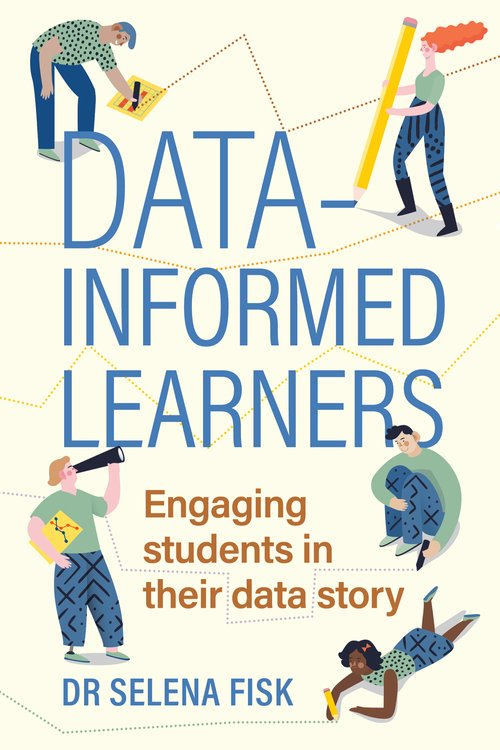 DATA-
INFORMED
LEARNERS
Engaging
students in
their data story
DR SELENA FISK